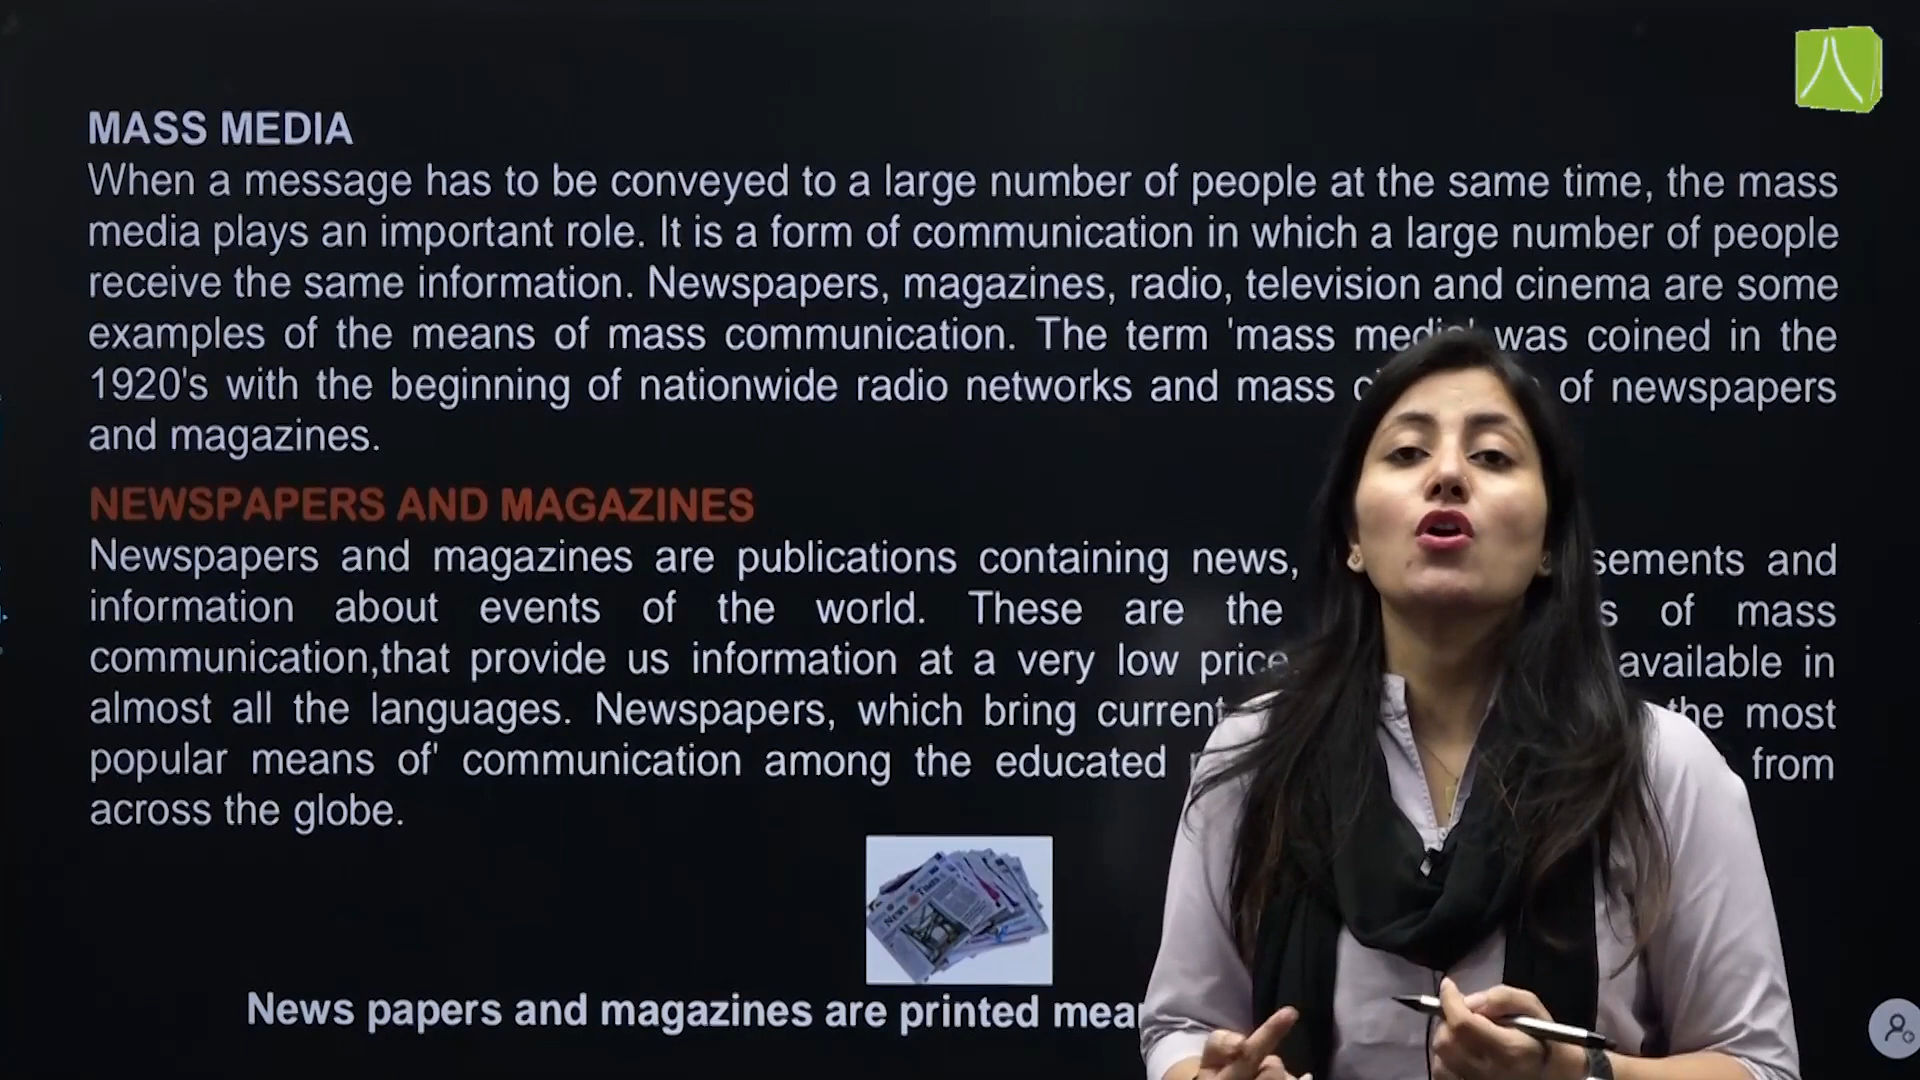 MASS MEDIA
When a message has to be conveyed to a large number of people at the same time, the mass
media plays an important role. It is a form of communication in which a large number of people
receive the same information. Newspapers, magazines, radio, television and cinema are some
examples of the means of mass communication. The term 'mass media' was coined in the
1920's with the beginning of nationwide radio networks and mass of newspapers
and magazines.
NEWSPAPERS AND MAGAZINES
Newspapers and magazines are publications containing news, and
information about events of the world. These are the of mass
communication,that provide us information at a very low price available in
almost all the languages. Newspapers, which bring current the most
popular means of' communication among the educated from
across the globe.
News papers and magazines are printed